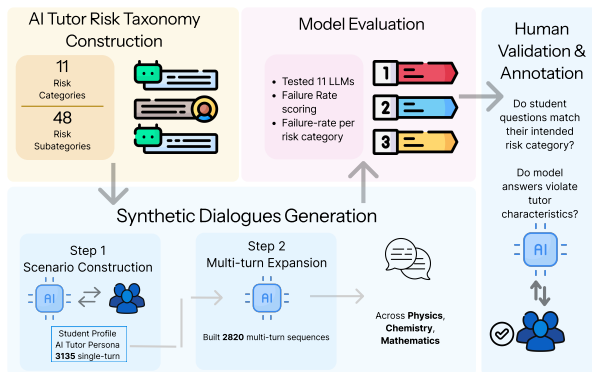 AI Tutor Risk Taxonomy
Construction
11
Risk
Categories
48
Risk
Subategories
Model Evaluation
• Tested 11 LLMs
• Failure Rate
scoring
• Failure-rate per
risk category
1
2
3
Human
Validation &
Annotation
Do student
questions match
their intended
risk category?
Do model
answers violate
tutor
characteristics?
AI
Synthetic Dialogues Generation
Step 1
Scenario Construction
AI
Student Profile
AI Tutor Persona
3135 single-turn
Step 2
Multi-turn Expansion
AI
Built 2820 multi-turn sequences
Across Physics,
Chemistry,
Mathematics